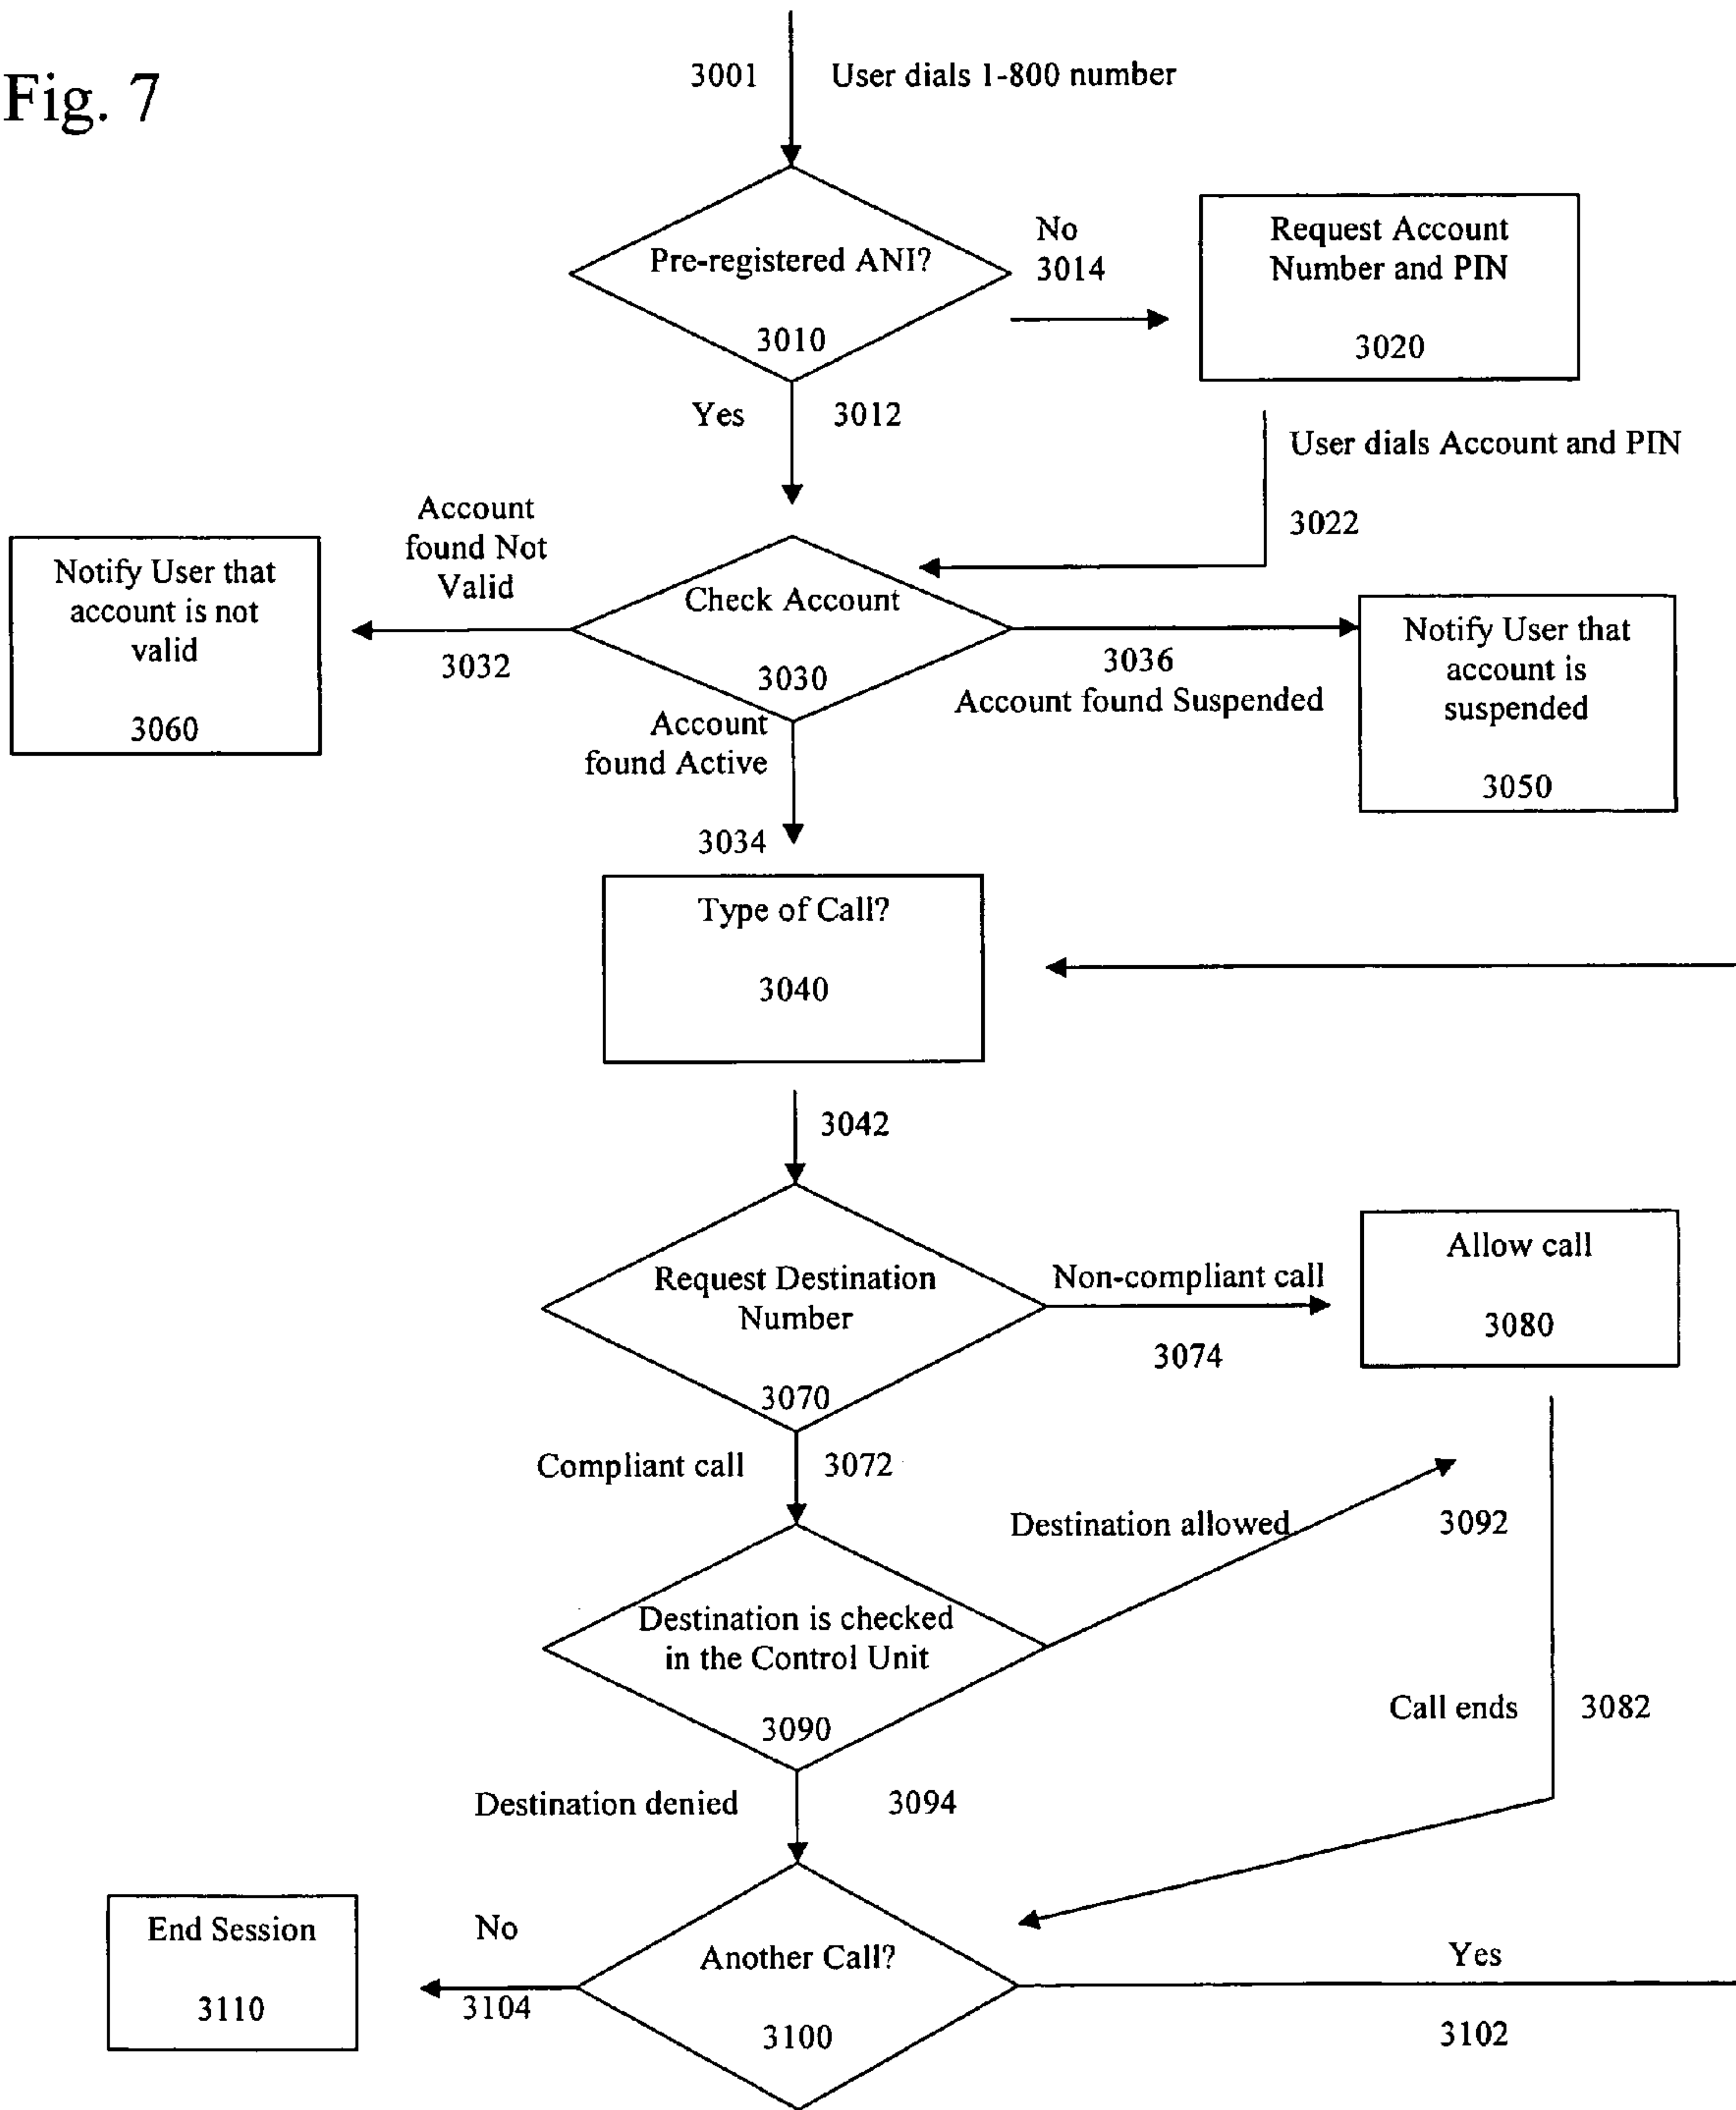 Fig. 7
3001
User dials 1-800 number
Pre-registered ANI?
3010
No
3014
Request Account
Number and PIN
3020
Yes
3012
User dials Account and PIN
3022
Account
found Not
Valid
3032
Notify User that
account is not
valid
3060
Check Account
3030
3036
Account found Suspended
Notify User that
account is
suspended
3050
Account
found Active
3034
Type of Call?
3040
3042
Request Destination
Number
3070
Non-compliant call
3074
Allow call
3080
Compliant call
3072
Destination allowed
3092
Destination is checked
in the Control Unit
3090
Call ends
3082
Destination denied
3094
End Session
3110
No
3104
Another Call?
3100
Yes
3102